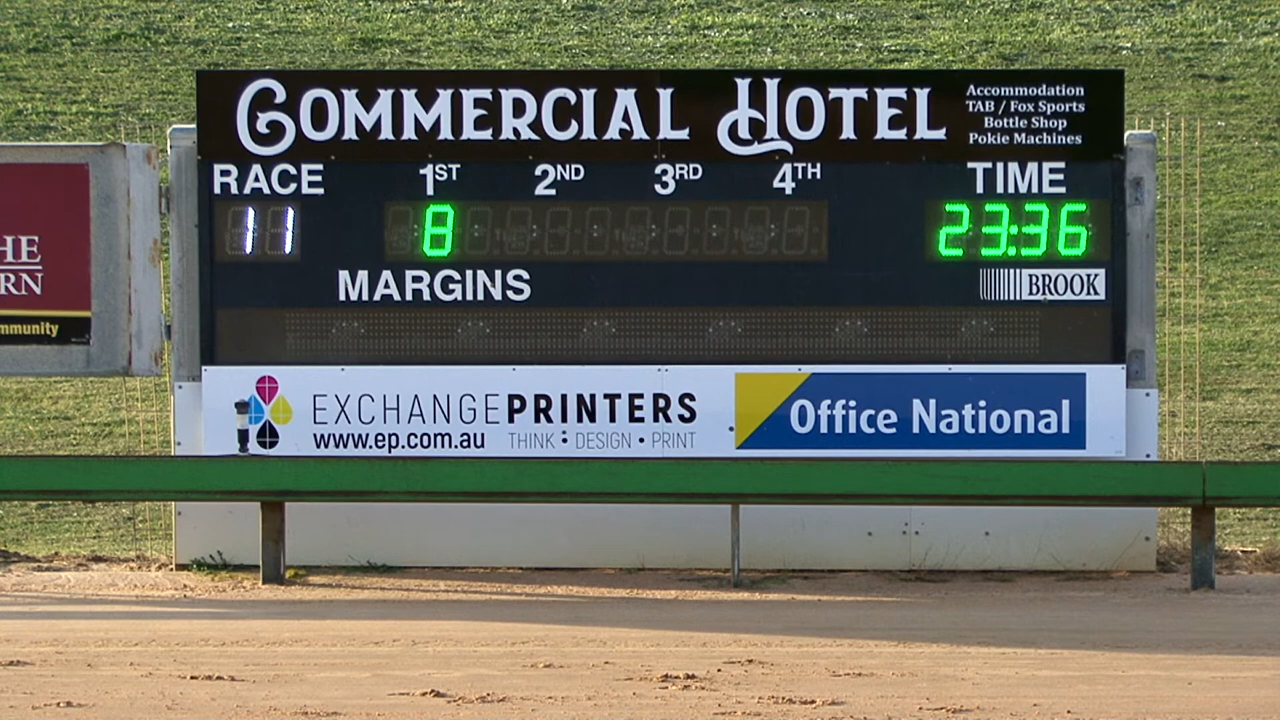 COMMERCIAL HOTEL
Accommodation
TAB / Fox Sports
Bottle Shop
Pokie Machines
RACE 1ST 2ND 3RD 4TH TIME
11 8 23:36
MARGINS
BROOK
HE
RN
mmunity
EXCHANGEPRINTERS
www.ep.com.au THINK • DESIGN • PRINT
Office National